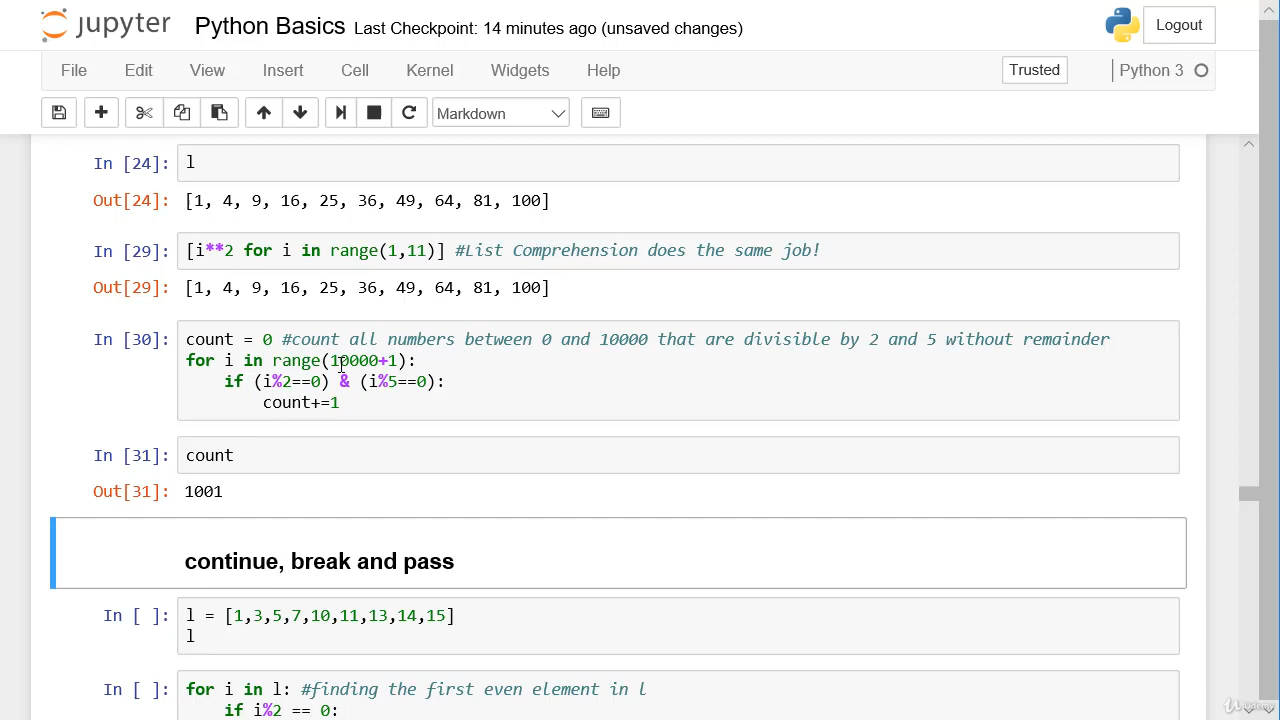 jupyter Python Basics Last Checkpoint: 14 minutes ago (unsaved changes) Logout
File Edit View Insert Cell Kernel Widgets Help Trusted Python 3
Markdown
In [24]: l
Out[24]: [1, 4, 9, 16, 25, 36, 49, 64, 81, 100]
In [29]: [i**2 for i in range(1,11)] #List Comprehension does the same job!
Out[29]: [1, 4, 9, 16, 25, 36, 49, 64, 81, 100]
In [30]: count = 0 #count all numbers between 0 and 10000 that are divisible by 2 and 5 without remainder
for i in range(10000+1):
    if (i%2==0) & (i%5==0):
        count+=1
In [31]: count
Out[31]: 1001
continue, break and pass
In [ ]: l = [1,3,5,7,10,11,13,14,15]
l
In [ ]: for i in l: #finding the first even element in l
    if i%2 == 0:
Udemy